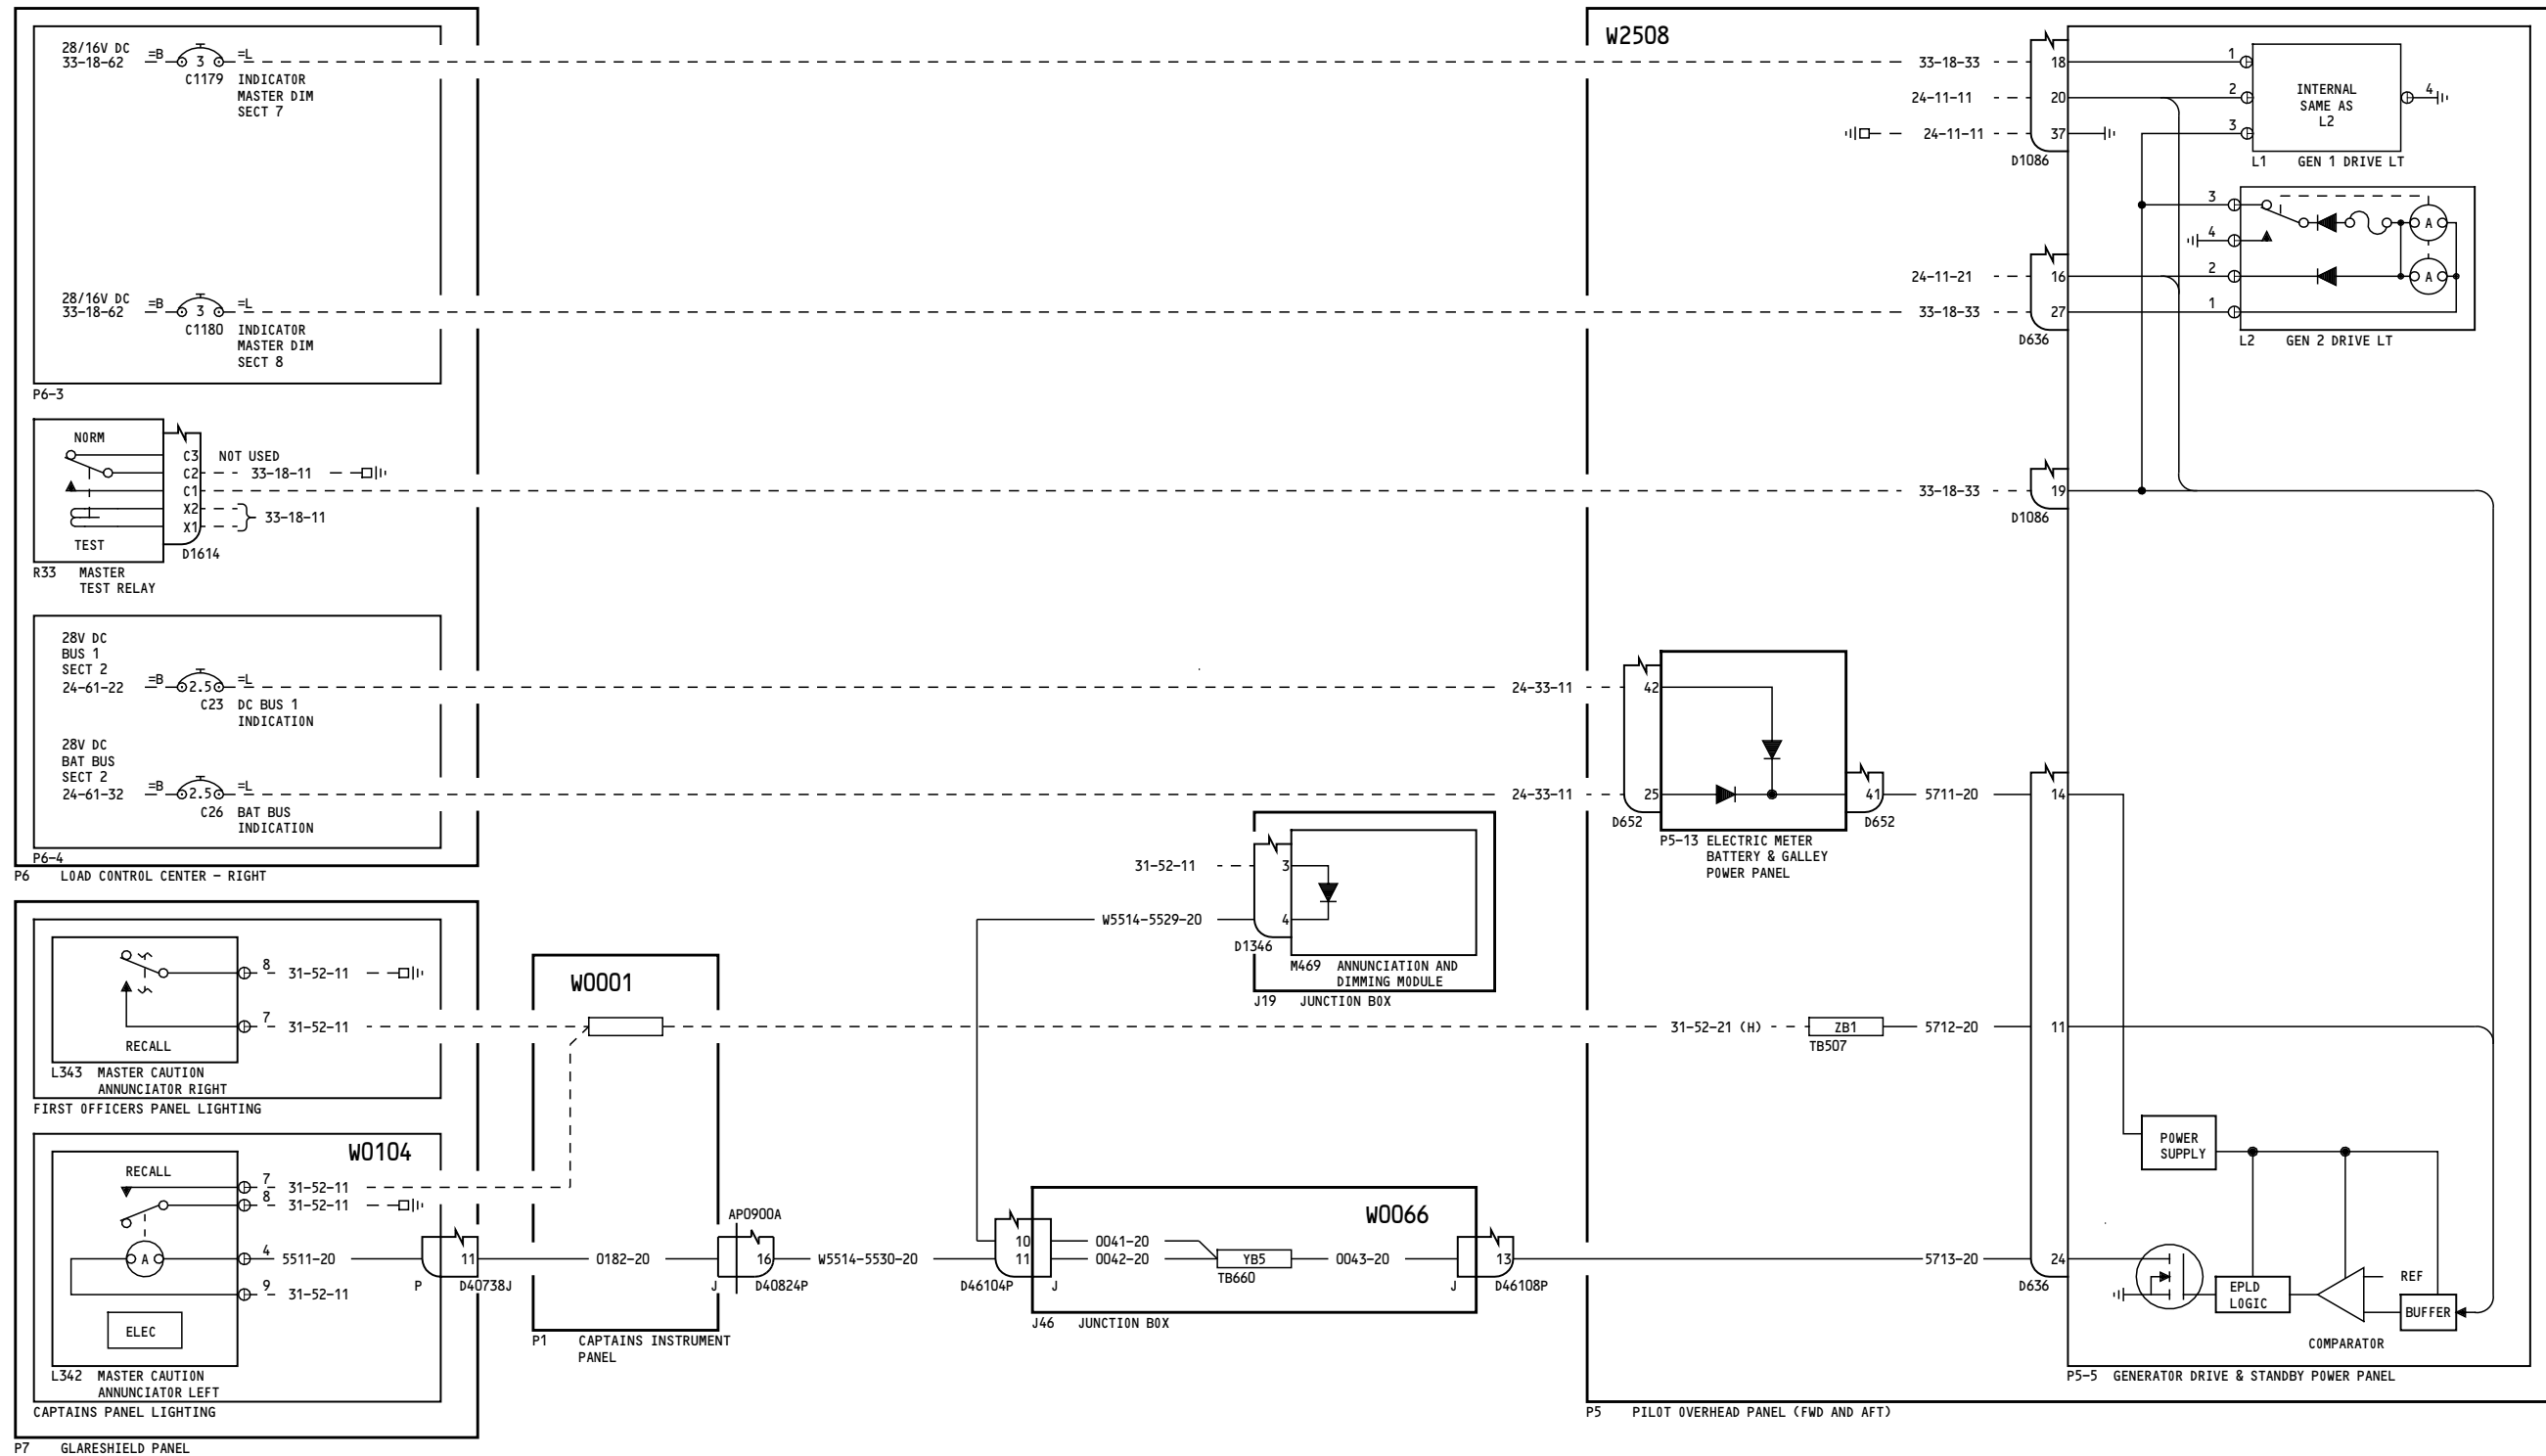 28/16V DC
33-18-62
=B
3
=L
C1179
INDICATOR
MASTER DIM
SECT 7
28/16V DC
33-18-62
=B
3
=L
C1180
INDICATOR
MASTER DIM
SECT 8
P6-3
NORM
TEST
C3
C2
C1
X2
X1
NOT USED
33-18-11
33-18-11
D1614
R33
MASTER
TEST RELAY
28V DC
BUS 1
SECT 2
24-61-22
=B
2.5
=L
C23
DC BUS 1
INDICATION
28V DC
BAT BUS
SECT 2
24-61-32
=B
2.5
=L
C26
BAT BUS
INDICATION
P6-4
P6 LOAD CONTROL CENTER - RIGHT
RECALL
8
31-52-11
7
31-52-11
L343
MASTER CAUTION
ANNUNCIATOR RIGHT
FIRST OFFICERS PANEL LIGHTING
W0104
RECALL
7
31-52-11
8
31-52-11
A
4
5511-20
9
31-52-11
ELEC
L342
MASTER CAUTION
ANNUNCIATOR LEFT
CAPTAINS PANEL LIGHTING
P7 GLARESHIELD PANEL
P
11
D40738J
W0001
0182-20
P1
CAPTAINS INSTRUMENT
PANEL
AP0900A
16
J
D40824P
W5514-5530-20
31-52-11
W5514-5529-20
3
4
D1346
M469
ANNUNCIATION AND
DIMMING MODULE
J19 JUNCTION BOX
W0066
10
11
D46104P
J
0041-20
0042-20
YB5
TB660
0043-20
J
13
D46108P
J46 JUNCTION BOX
W2508
33-18-33
18
24-11-11
20
24-11-11
37
D1086
1
2
3
INTERNAL
SAME AS
L2
4
L1 GEN 1 DRIVE LT
3
4
2
1
A
A
L2 GEN 2 DRIVE LT
24-11-21
16
33-18-33
27
D636
33-18-33
19
D1086
24-33-11
42
24-33-11
25
D652
41
D652
P5-13
ELECTRIC METER
BATTERY & GALLEY
POWER PANEL
5711-20
14
31-52-21 (H)
ZB1
TB507
5712-20
11
5713-20
24
D636
POWER
SUPPLY
EPLD
LOGIC
REF
BUFFER
COMPARATOR
P5-5 GENERATOR DRIVE & STANDBY POWER PANEL
P5 PILOT OVERHEAD PANEL (FWD AND AFT)